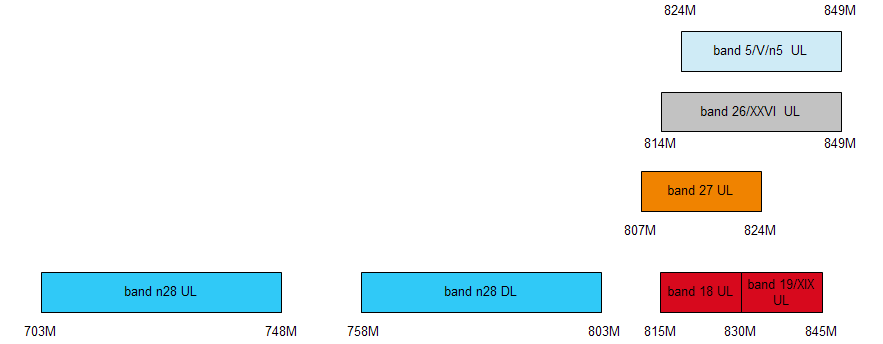 824M 849M
band 5/V/n5 UL
band 26/XXVI UL
814M 849M
band 27 UL
807M 824M
band n28 UL band n28 DL band 18 UL band 19/XIX
UL
703M 748M 758M 803M 815M 830M 845M